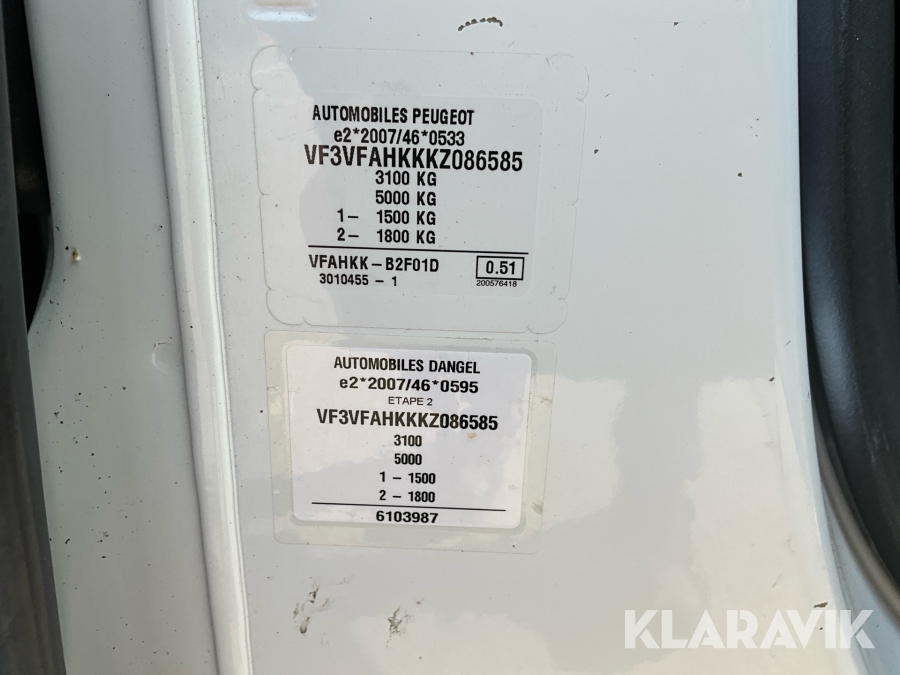 AUTOMOBILES PEUGEOT
e2*2007/46*0533
VF3VFAHKKKZ086585
3100 KG
5000 KG
1- 1500 KG
2- 1800 KG
VFAHKK-B2F01D 0.51
3010455 - 1 200576418
AUTOMOBILES DANGEL
e2*2007/46*0595
ETAPE 2
VF3VFAHKKKZ086585
3100
5000
1 - 1500
2 - 1800
6103987
KLARAVIK